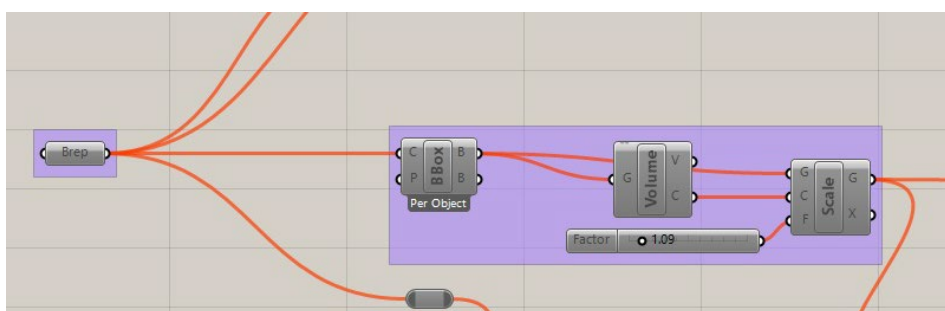 Brep
C
P
BBox
B
B
Per Object
G
Volume
V
C
G
C
F
Scale
G
X
Factor
1.09